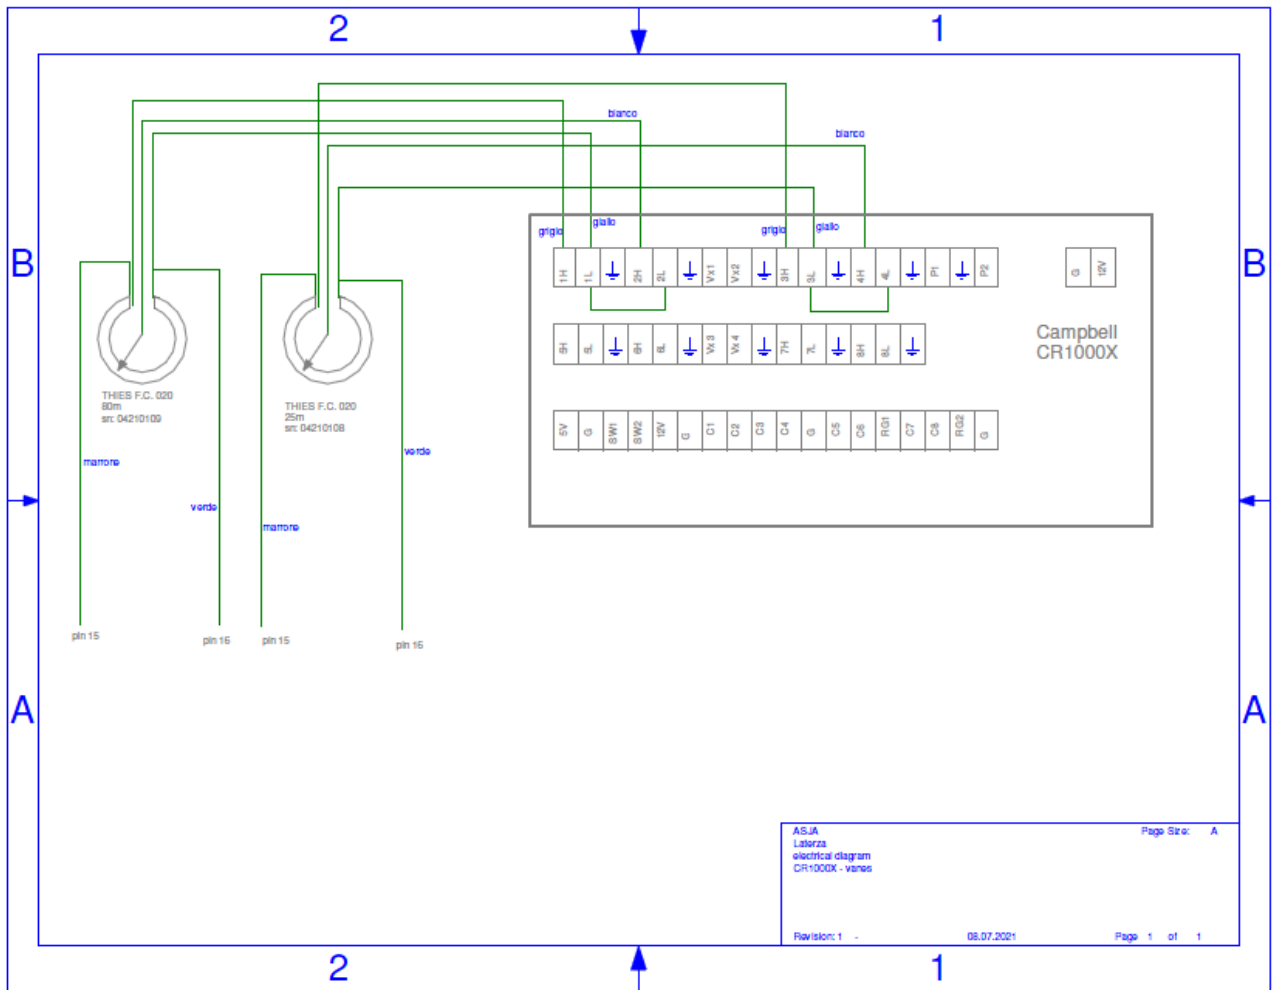 2 1
bianco
bianco
giallo
grigio
giallo
grigio
B B
1H 1L 2H 2L Vx1 Vx2 3H 3L 4H 4L P1 P2 G 12V
Campbell
CR1000X
5H 5L 6H 6L Vx3 Vx4 7H 7L 8H 8L
THIES F.C. 020
80m
sn: 04210109
THIES F.C. 020
25m
sn: 04210108
5V G SW1 SW2 12V G C1 C2 C3 C4 G C5 C6 RG1 C7 C8 RG2 G
marrone
verde
verde
marrone
pin 15
pin 16
pin 15
pin 16
A A
ASJA Page Size: A
Laterza
electrical diagram
CR1000X - vanes
Revision: 1 - 08.07.2021 Page 1 of 1
2 1